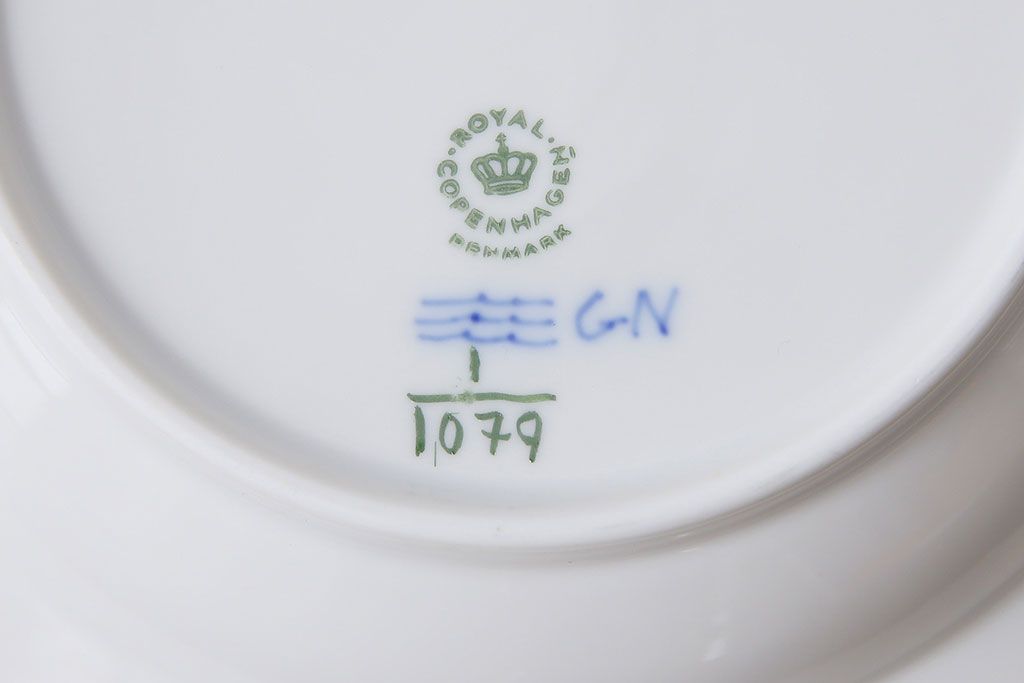 ROYAL
COPENHAGEN
DENMARK
GN
1
1079